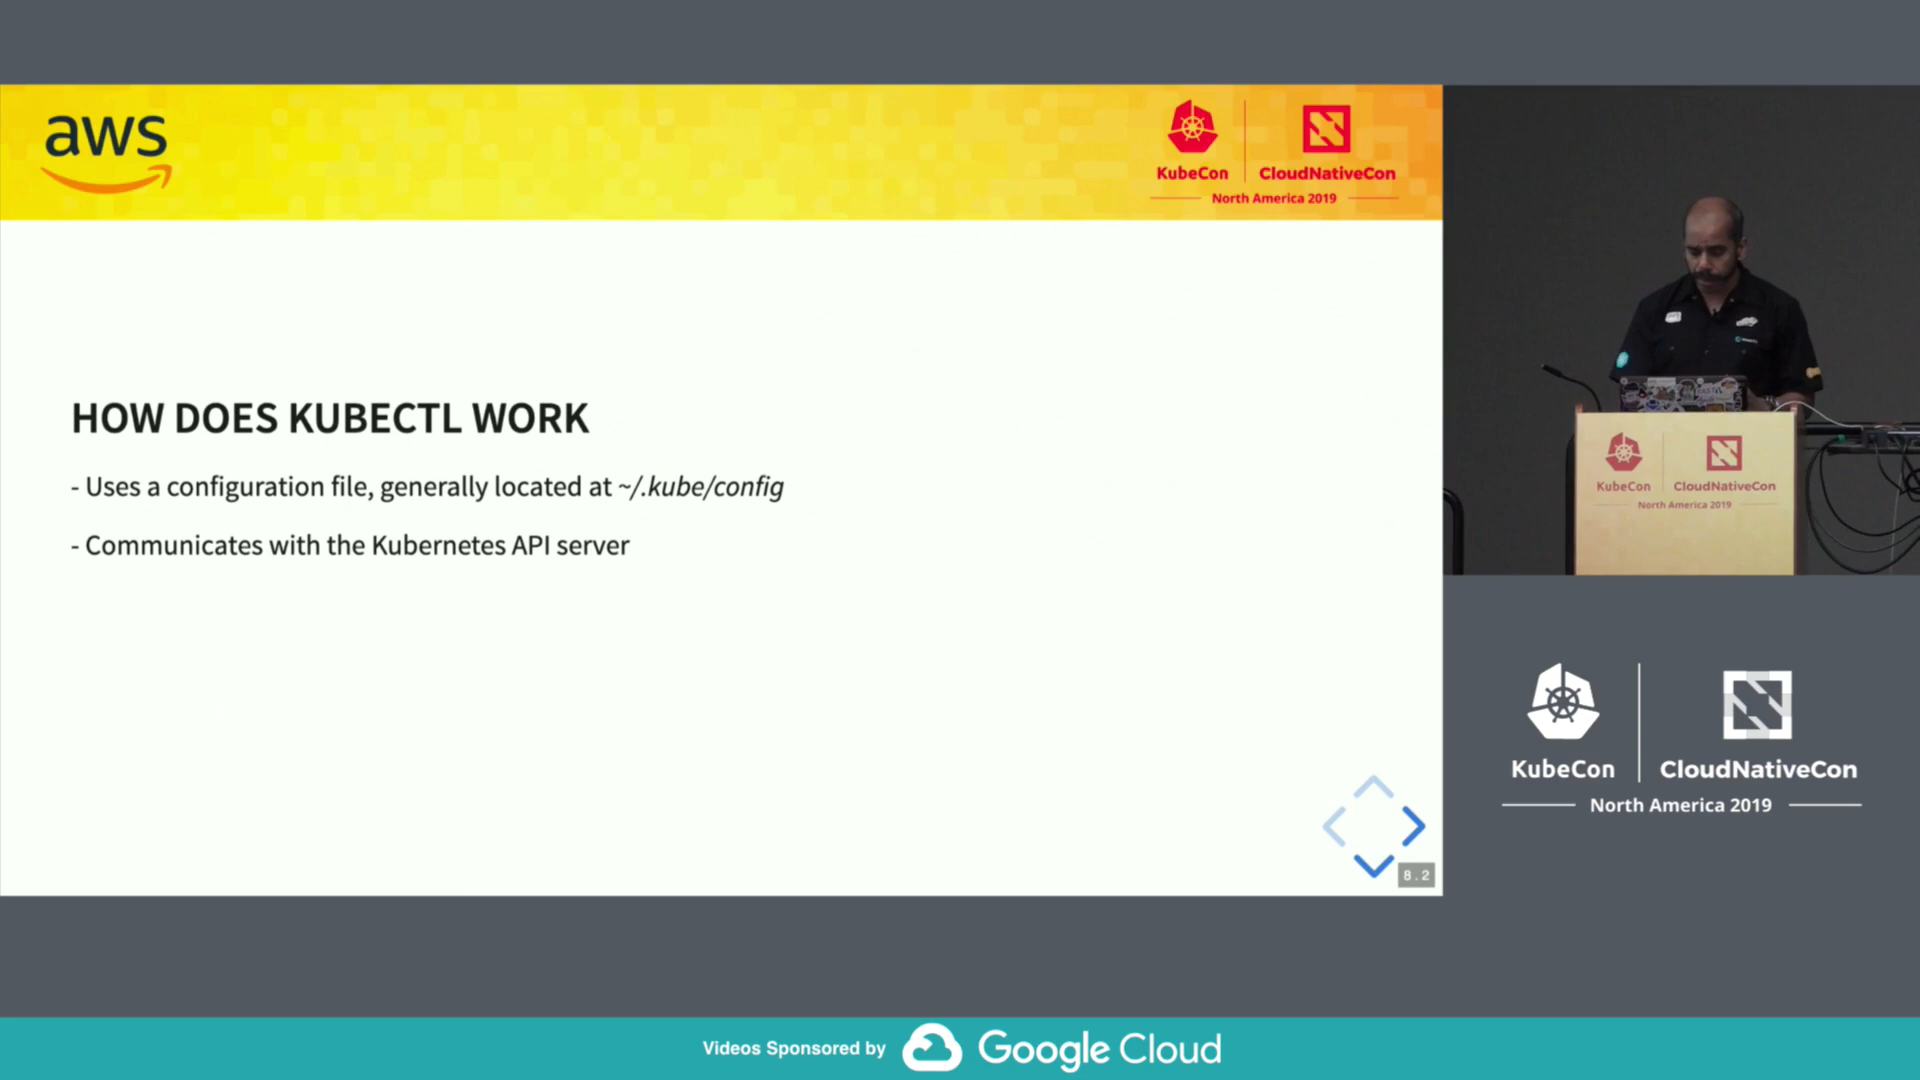 aws
KubeCon
CloudNativeCon
North America 2019
HOW DOES KUBECTL WORK
- Uses a configuration file, generally located at ~/.kube/config
- Communicates with the Kubernetes API server
8.2
KubeCon
CloudNativeCon
North America 2019
KubeCon
CloudNativeCon
North America 2019
Videos Sponsored by Google Cloud